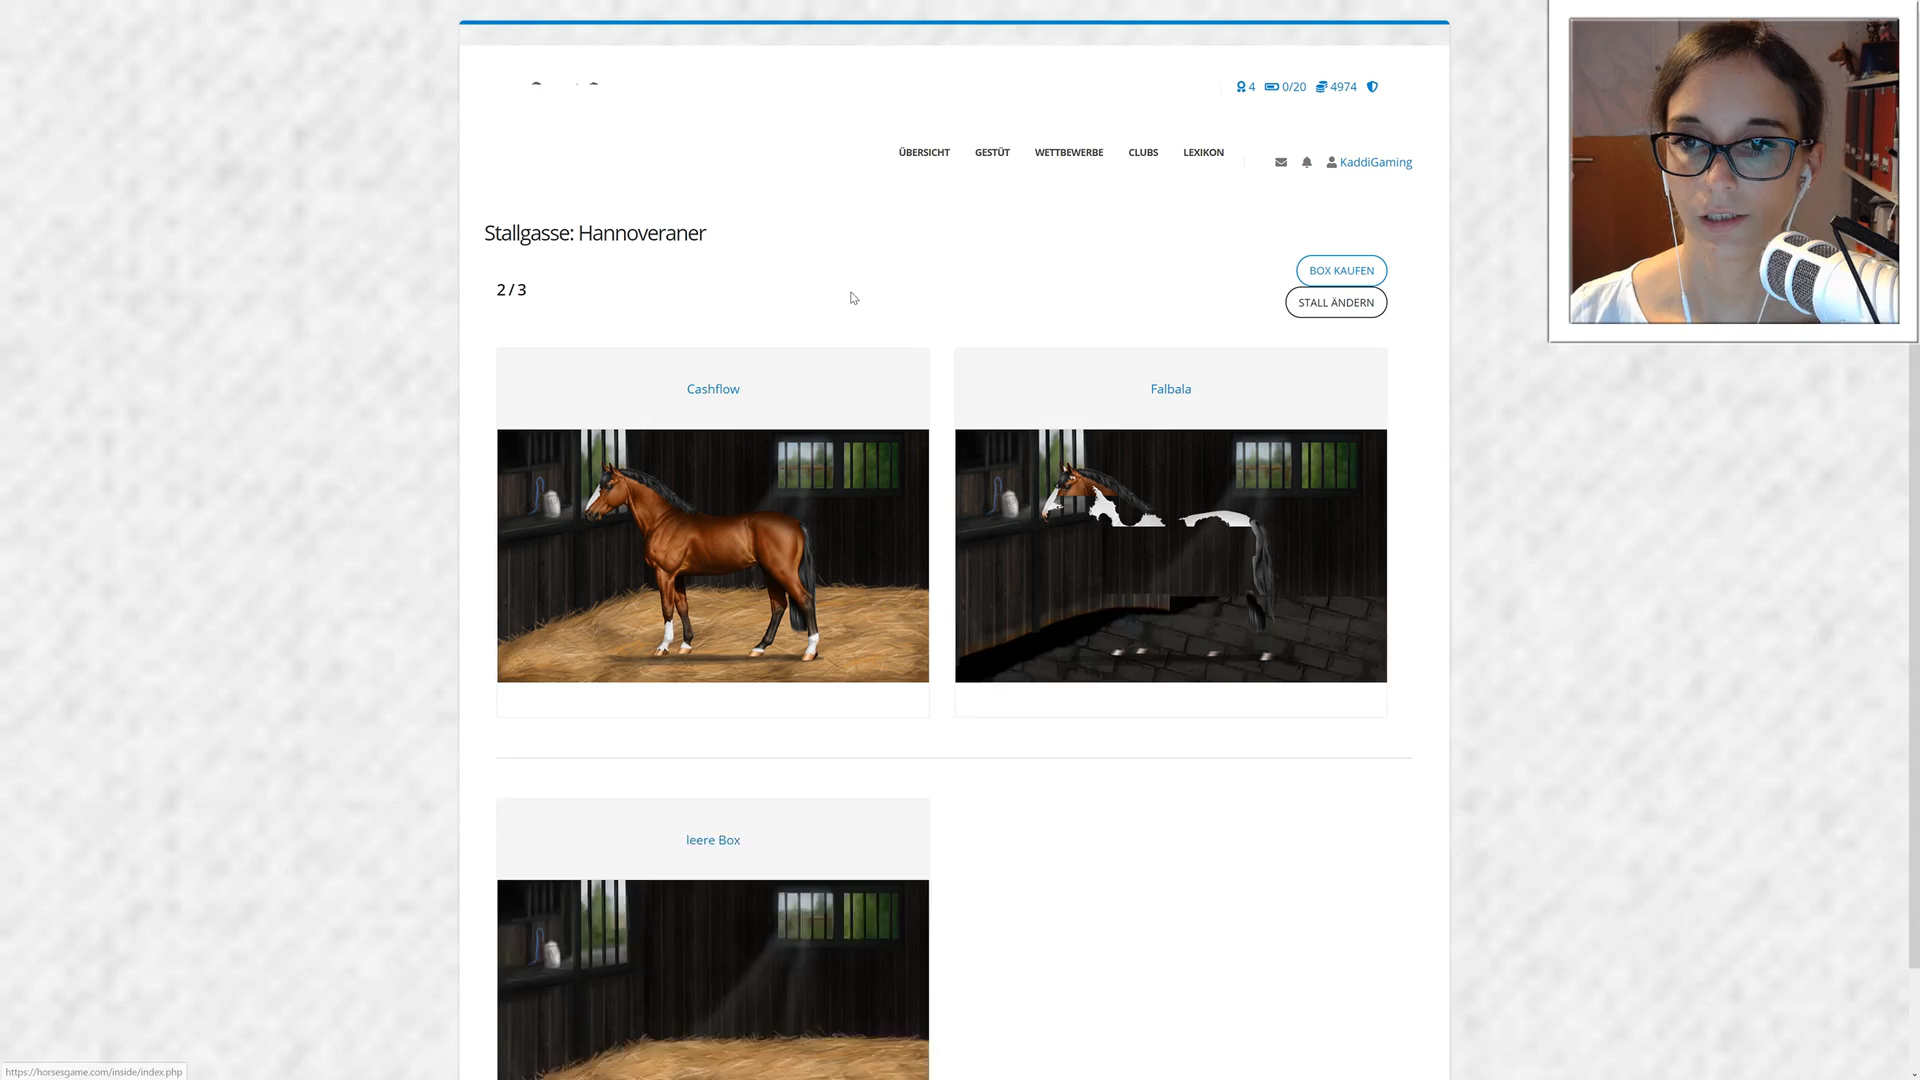 4 0/20 4974
ÜBERSICHT GESTÜT WETTBEWERBE CLUBS LEXIKON
KaddiGaming
Stallgasse: Hannoveraner
BOX KAUFEN
2 / 3
STALL ÄNDERN
Cashflow
Falbala
leere Box
https://horsesgame.com/inside/index.php